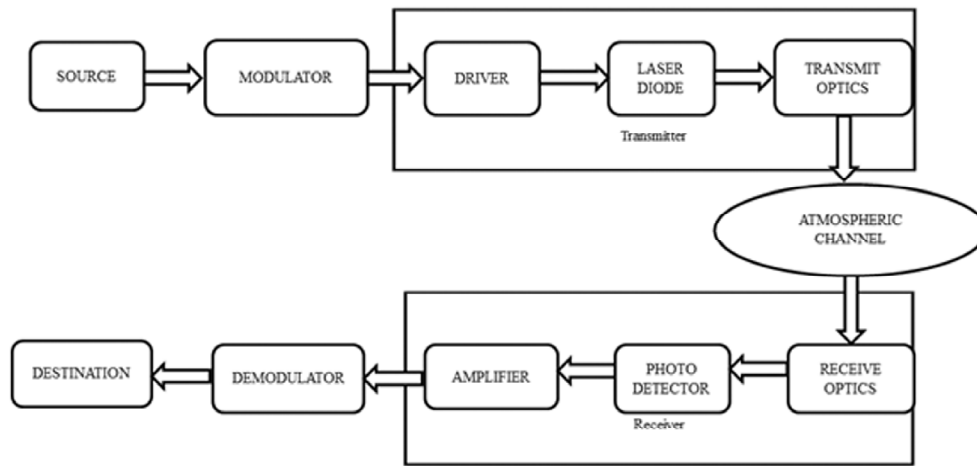 SOURCE
MODULATOR
DRIVER
LASER
DIODE
TRANSMIT
OPTICS
Transmitter
ATMOSPHERIC
CHANNEL
DESTINATION
DEMODULATOR
AMPLIFIER
PHOTO
DETECTOR
RECEIVE
OPTICS
Receiver